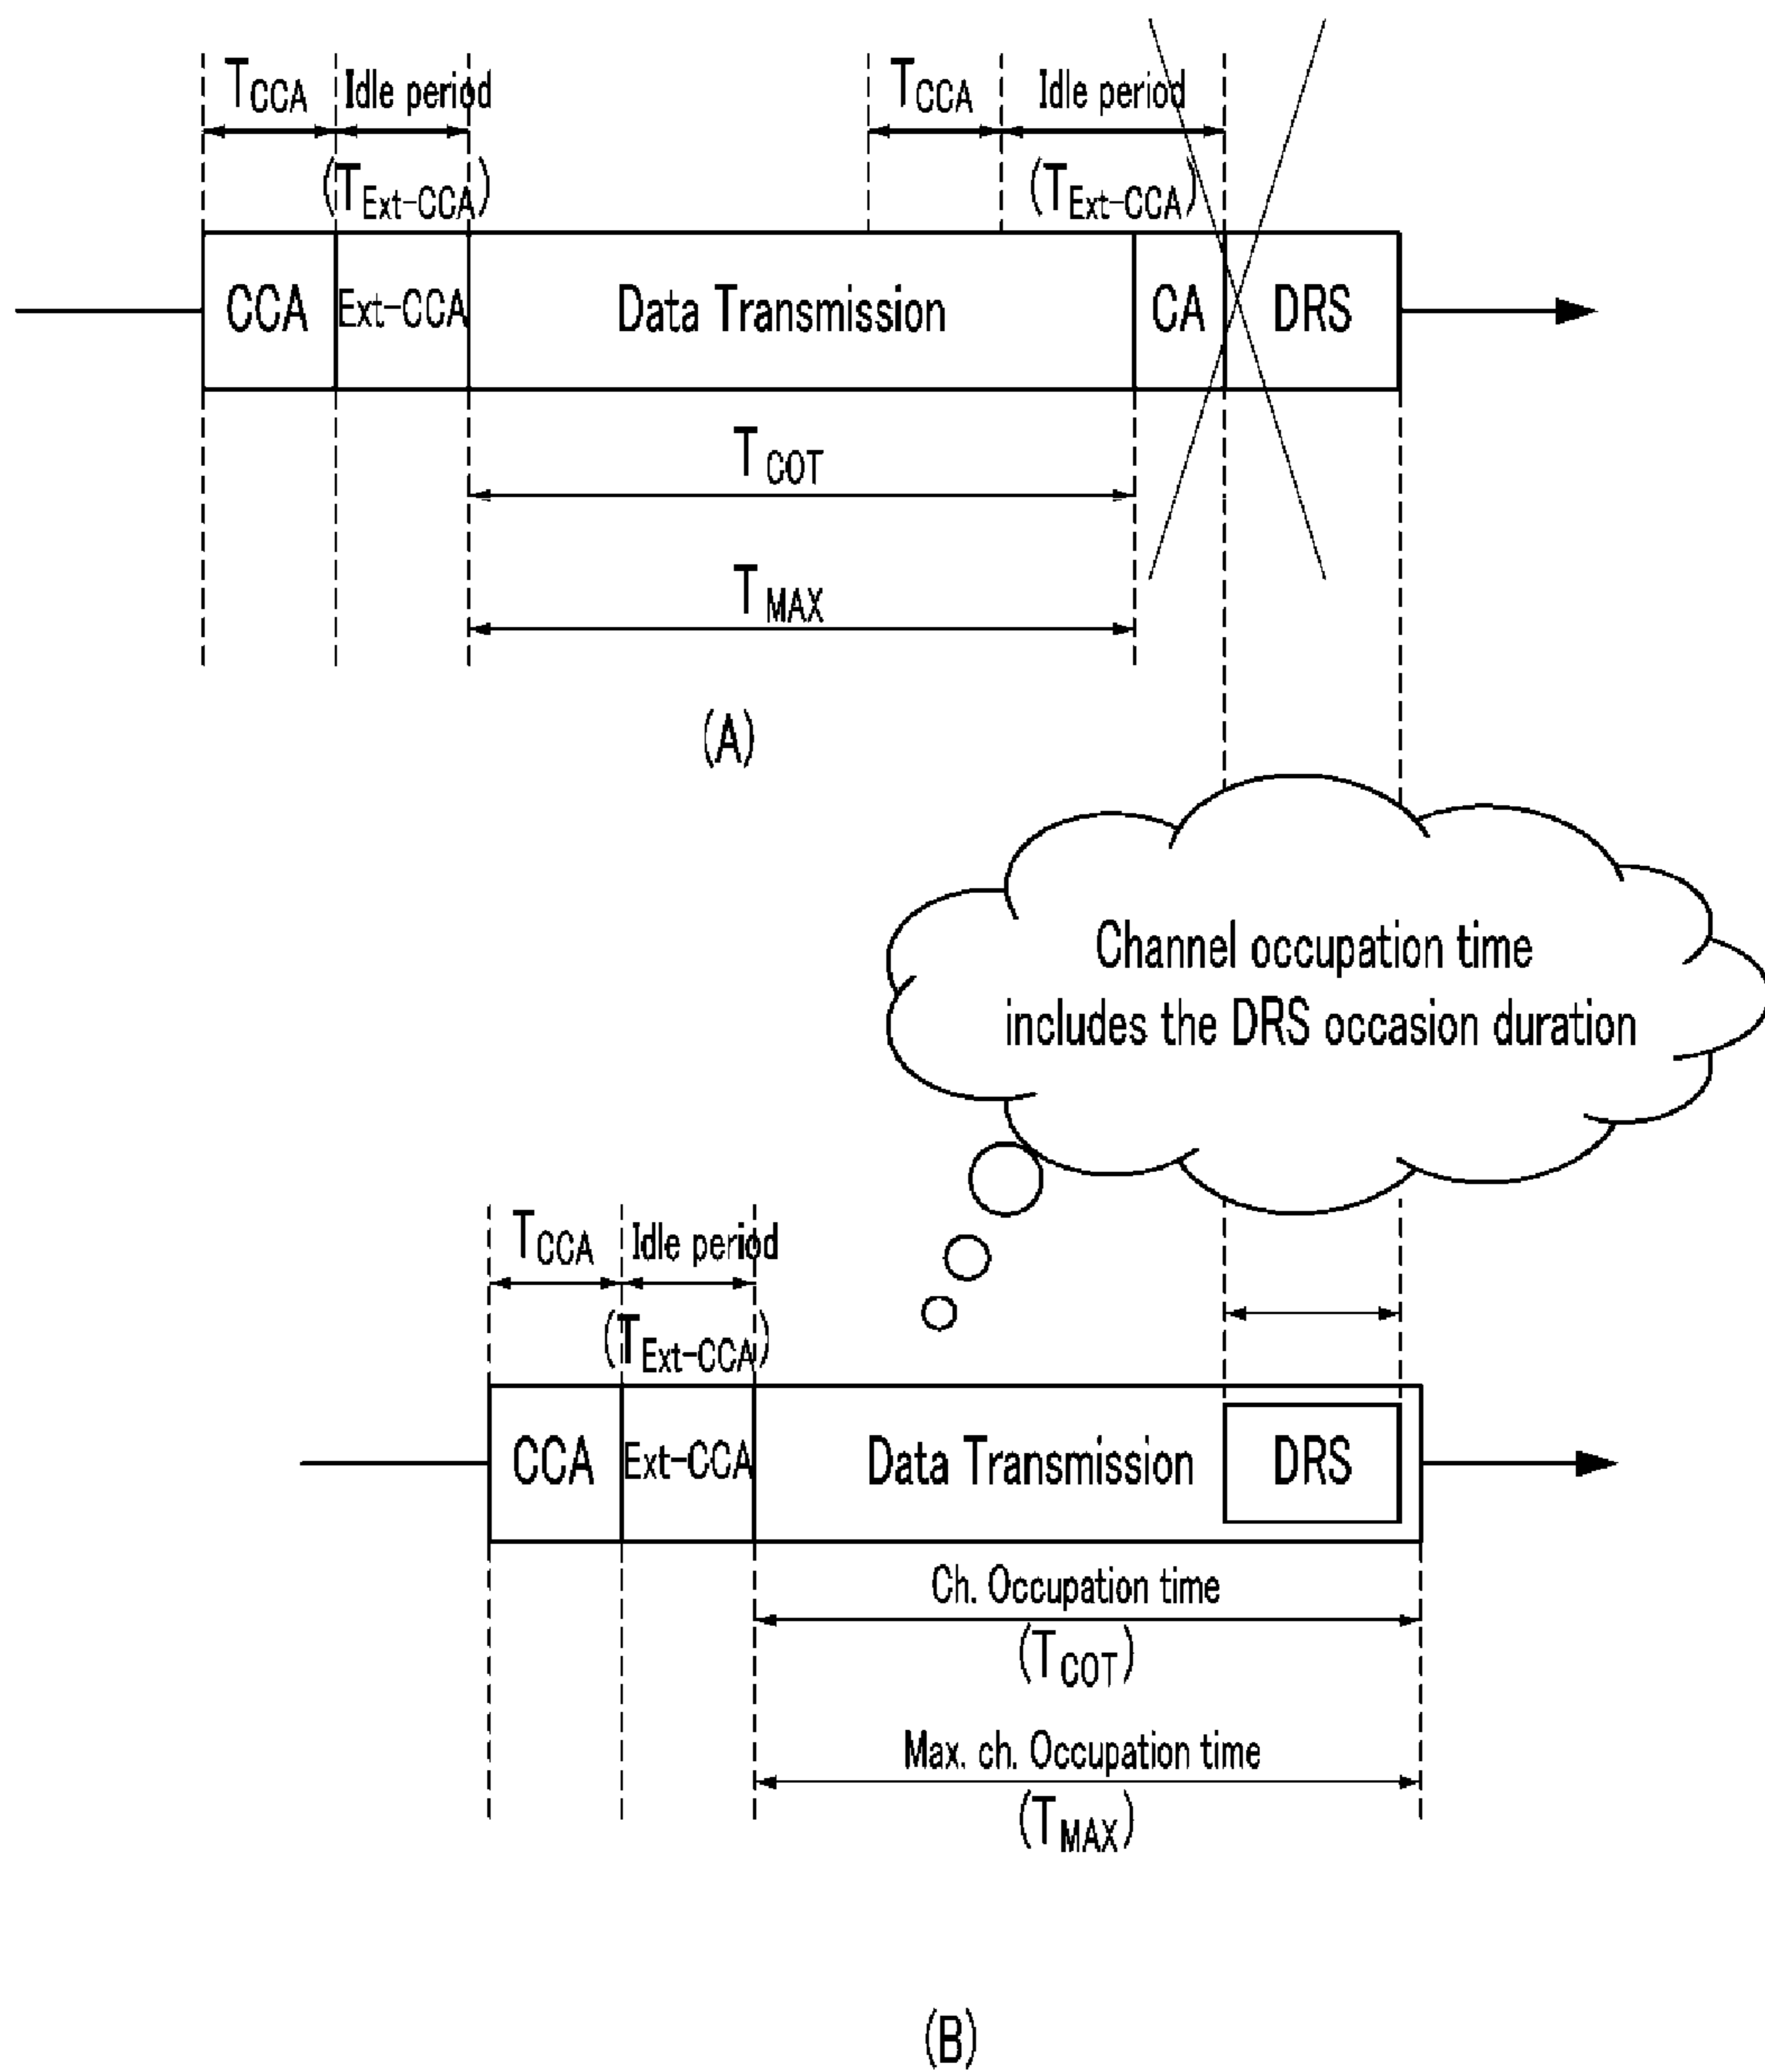 TCCA Idle period TCCA Idle period
(TExt-CCA) (TExt-CCA)
CCA Ext-CCA Data Transmission CA DRS
TCOT
TMAX
(A)
Channel occupation time
includes the DRS occasion duration
TCCA Idle period
(TExt-CCA)
CCA Ext-CCA Data Transmission DRS
Ch. Occupation time
(TCOT)
Max. ch. Occupation time
(TMAX)
(B)